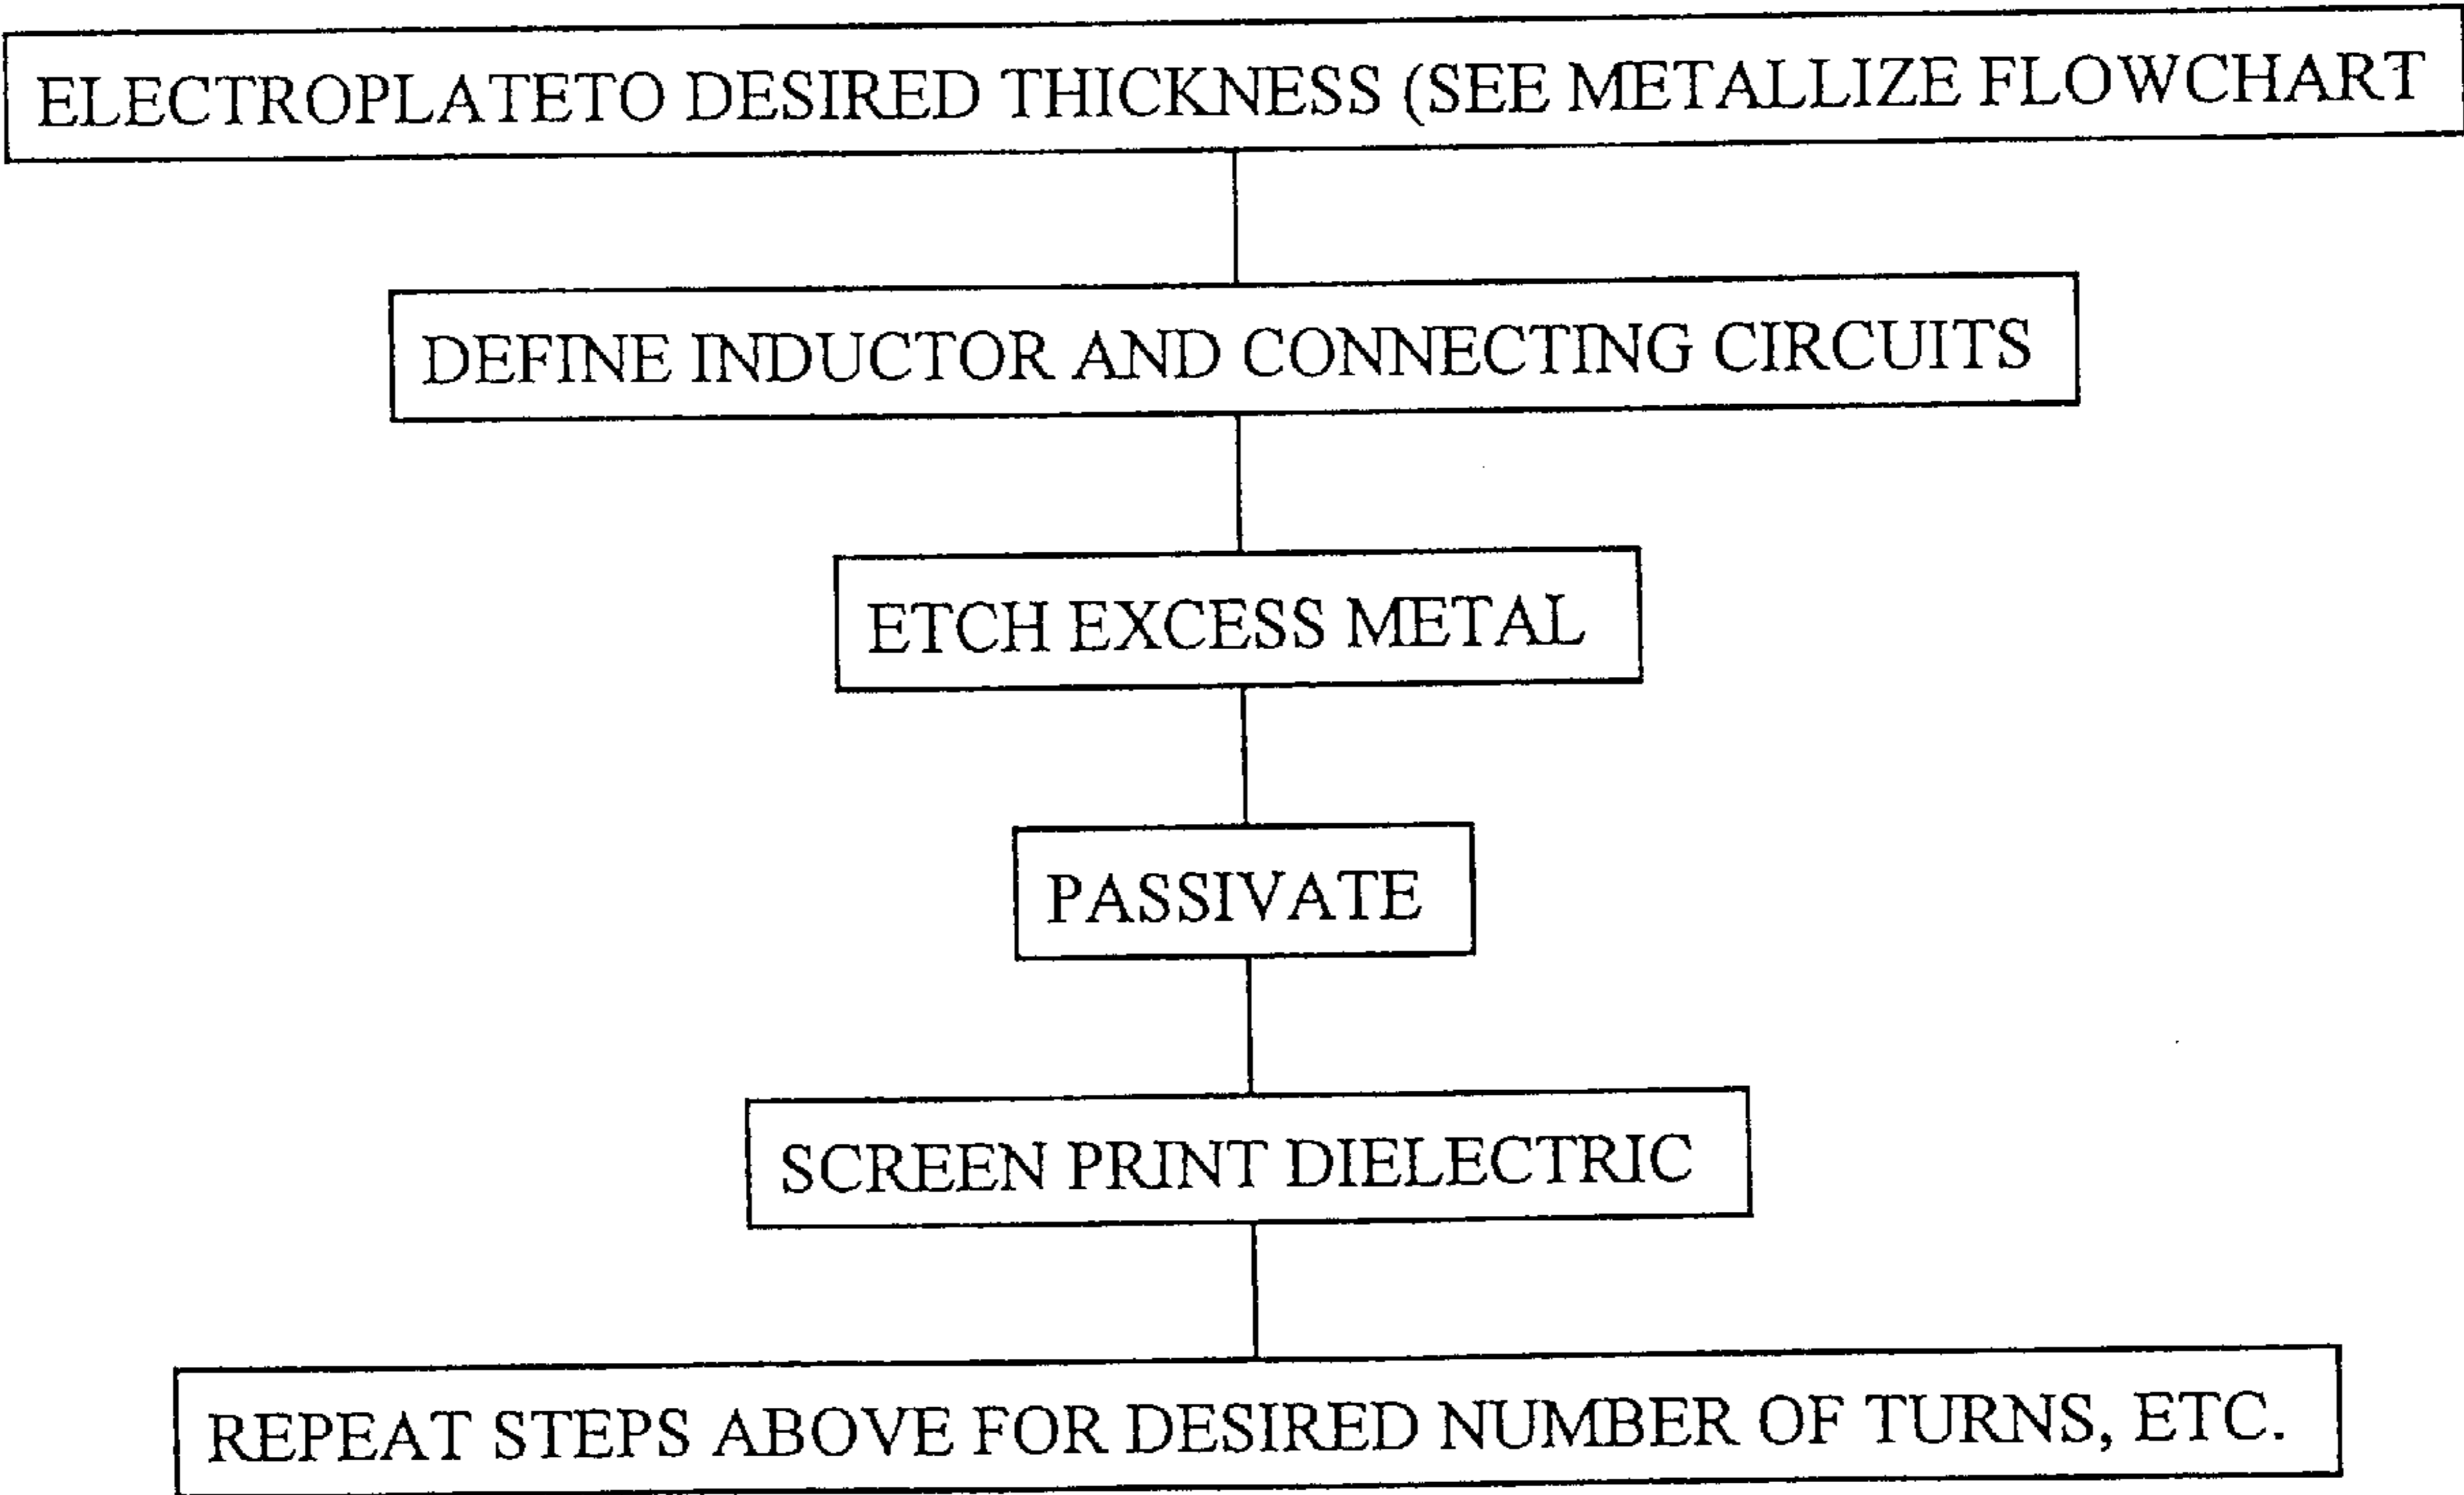 ELECTROPLATETO DESIRED THICKNESS (SEE METALLIZE FLOWCHART
DEFINE INDUCTOR AND CONNECTING CIRCUITS
ETCH EXCESS METAL
PASSIVATE
SCREEN PRINT DIELECTRIC
REPEAT STEPS ABOVE FOR DESIRED NUMBER OF TURNS, ETC.